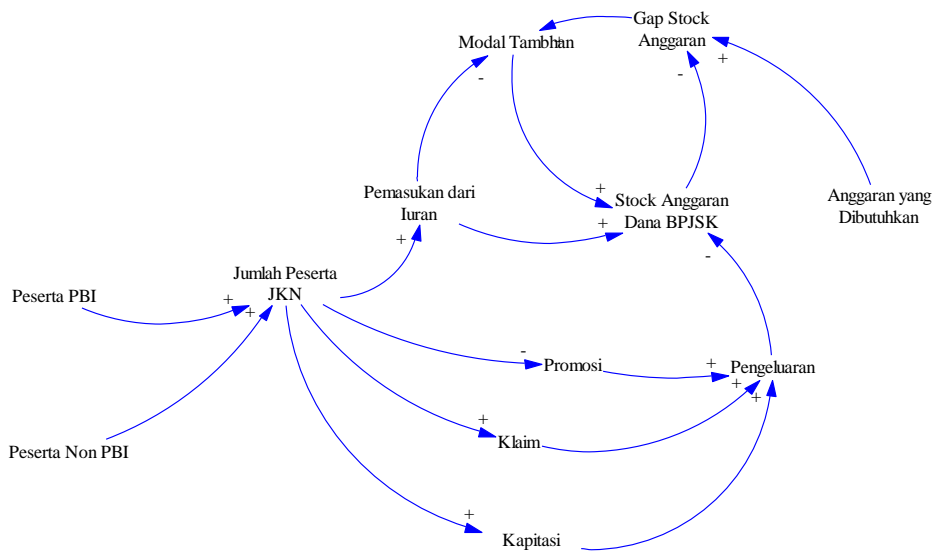 Gap Stock
Anggaran
Modal Tambhan
+
-
-
+
Pemasukan dari
Iuran
+
Stock Anggaran
Dana BPJSK
+
Anggaran yang
Dibutuhkan
+
-
Jumlah Peserta
JKN
Peserta PBI
+
+
-
Promosi
+
Pengeluaran
+
+
+
Klaim
Peserta Non PBI
+
Kapitasi